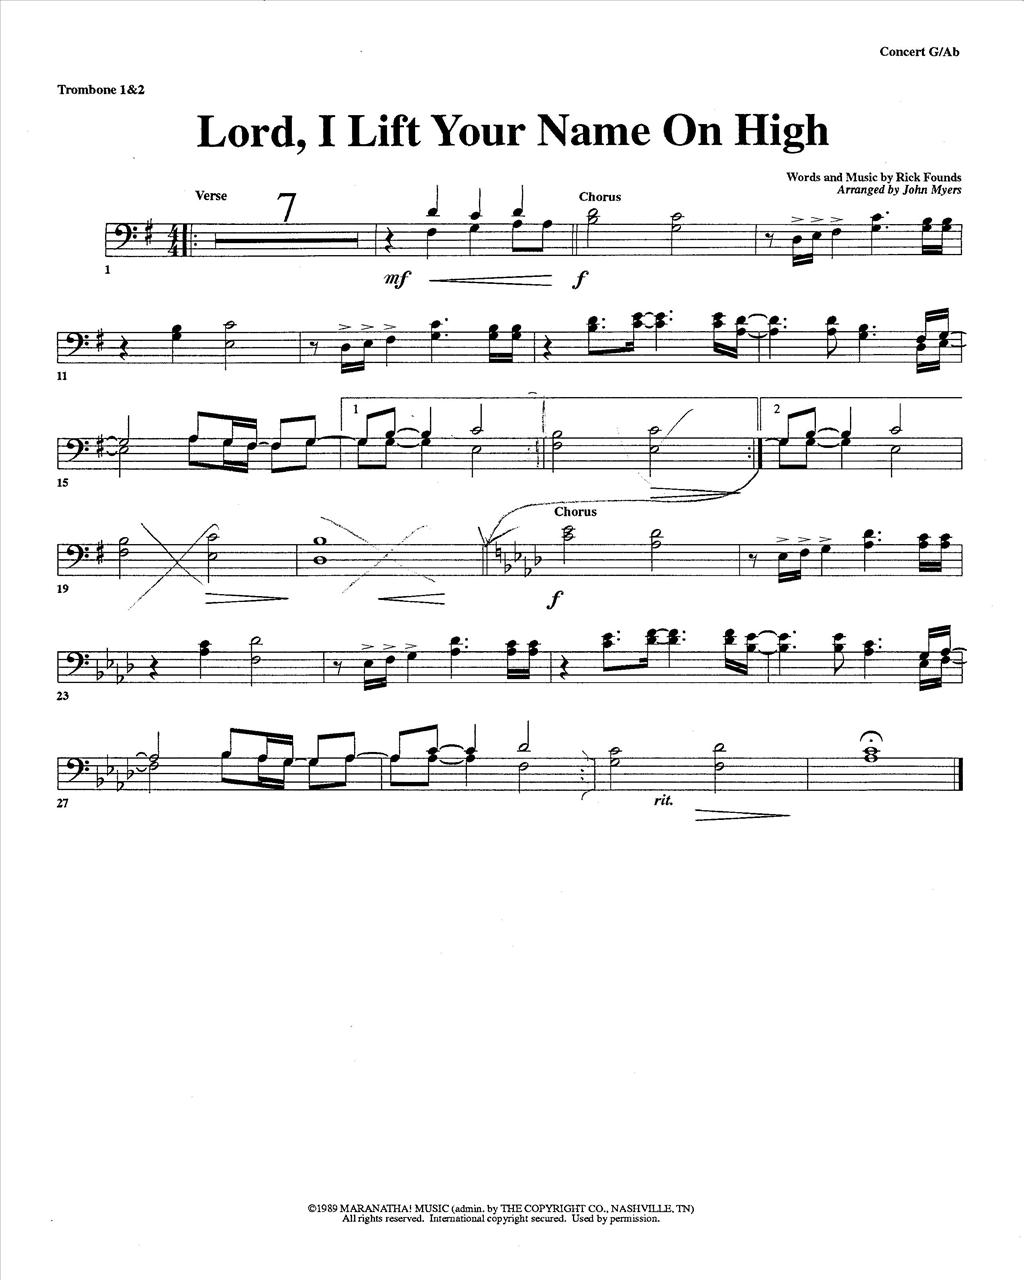 Concert G/Ab
Trombone 1&2
Lord, I Lift Your Name On High
Words and Music by Rick Founds
Arranged by John Myers
Verse
7
Chorus
4
4
1
mf
f
11
1
2
15
Chorus
19
f
23
27
rit.
©1989 MARANATHA! MUSIC (admin. by THE COPYRIGHT CO., NASHVILLE, TN)
All rights reserved. International copyright secured. Used by permission.